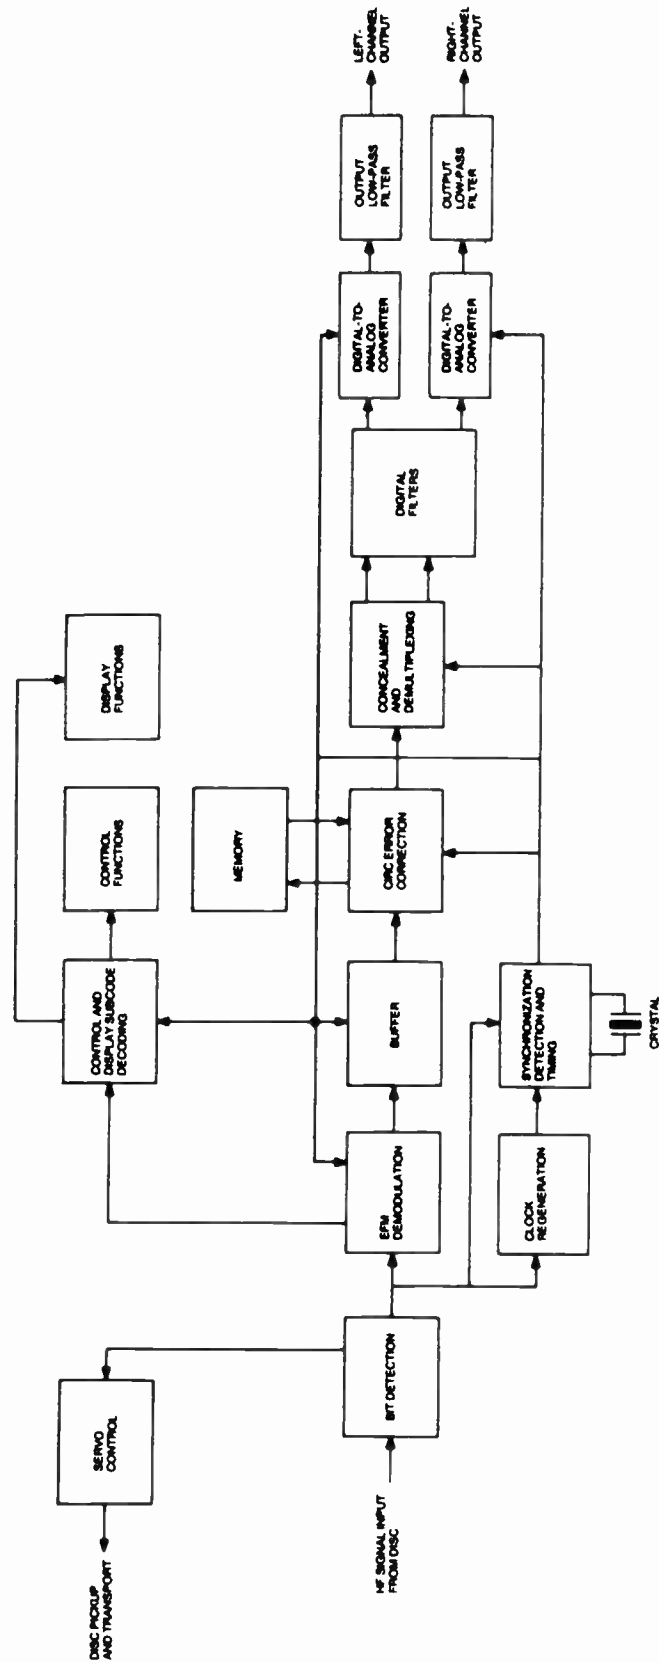 DISC PICKUP
AND TRANSPORT
SERVO
CONTROL
HF SIGNAL INPUT
FROM DISC
BIT DETECTION
EFM
DEMODULATION
CLOCK
REGENERATION
CONTROL AND
DISPLAY SUBCODE
DECODING
BUFFER
SYNCHRONIZATION
DETECTION AND
TIMING
CRYSTAL
CONTROL
FUNCTIONS
MEMORY
CIRC ERROR
CORRECTION
DISPLAY
FUNCTIONS
CONCEALMENT
AND
DEMULTIPLEXING
DIGITAL
FILTERS
DIGITAL-TO-
ANALOG
CONVERTER
DIGITAL-TO-
ANALOG
CONVERTER
OUTPUT
LOW-PASS
FILTER
OUTPUT
LOW-PASS
FILTER
LEFT-
CHANNEL
OUTPUT
RIGHT-
CHANNEL
OUTPUT